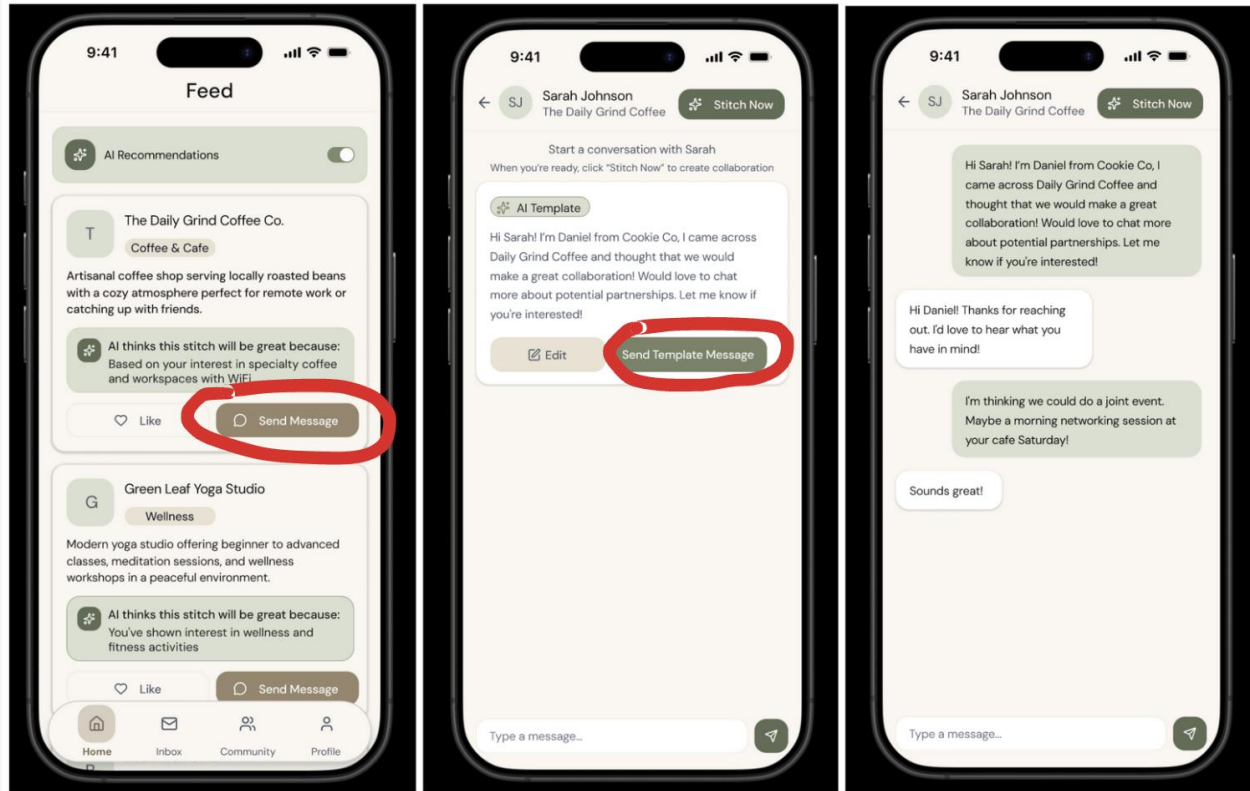 9:41
Feed
AI Recommendations
T
The Daily Grind Coffee Co.
Coffee & Cafe
Artisanal coffee shop serving locally roasted beans
with a cozy atmosphere perfect for remote work or
catching up with friends.
AI thinks this stitch will be great because:
Based on your interest in specialty coffee
and workspaces with WiFi
Like
Send Message
G
Green Leaf Yoga Studio
Wellness
Modern yoga studio offering beginner to advanced
classes, meditation sessions, and wellness
workshops in a peaceful environment.
AI thinks this stitch will be great because:
You've shown interest in wellness and
fitness activities
Like
Send Message
Home
Inbox
Community
Profile
9:41
SJ
Sarah Johnson
The Daily Grind Coffee
Stitch Now
Start a conversation with Sarah
When you're ready, click “Stitch Now” to create collaboration
AI Template
Hi Sarah! I'm Daniel from Cookie Co, I came across
Daily Grind Coffee and thought that we would
make a great collaboration! Would love to chat
more about potential partnerships. Let me know if
you're interested!
Edit
Send Template Message
Type a message...
9:41
SJ
Sarah Johnson
The Daily Grind Coffee
Stitch Now
Hi Sarah! I'm Daniel from Cookie Co, I
came across Daily Grind Coffee and
thought that we would make a great
collaboration! Would love to chat more
about potential partnerships. Let me
know if you're interested!
Hi Daniel! Thanks for reaching
out. I'd love to hear what you
have in mind!
I'm thinking we could do a joint event.
Maybe a morning networking session at
your cafe Saturday!
Sounds great!
Type a message...